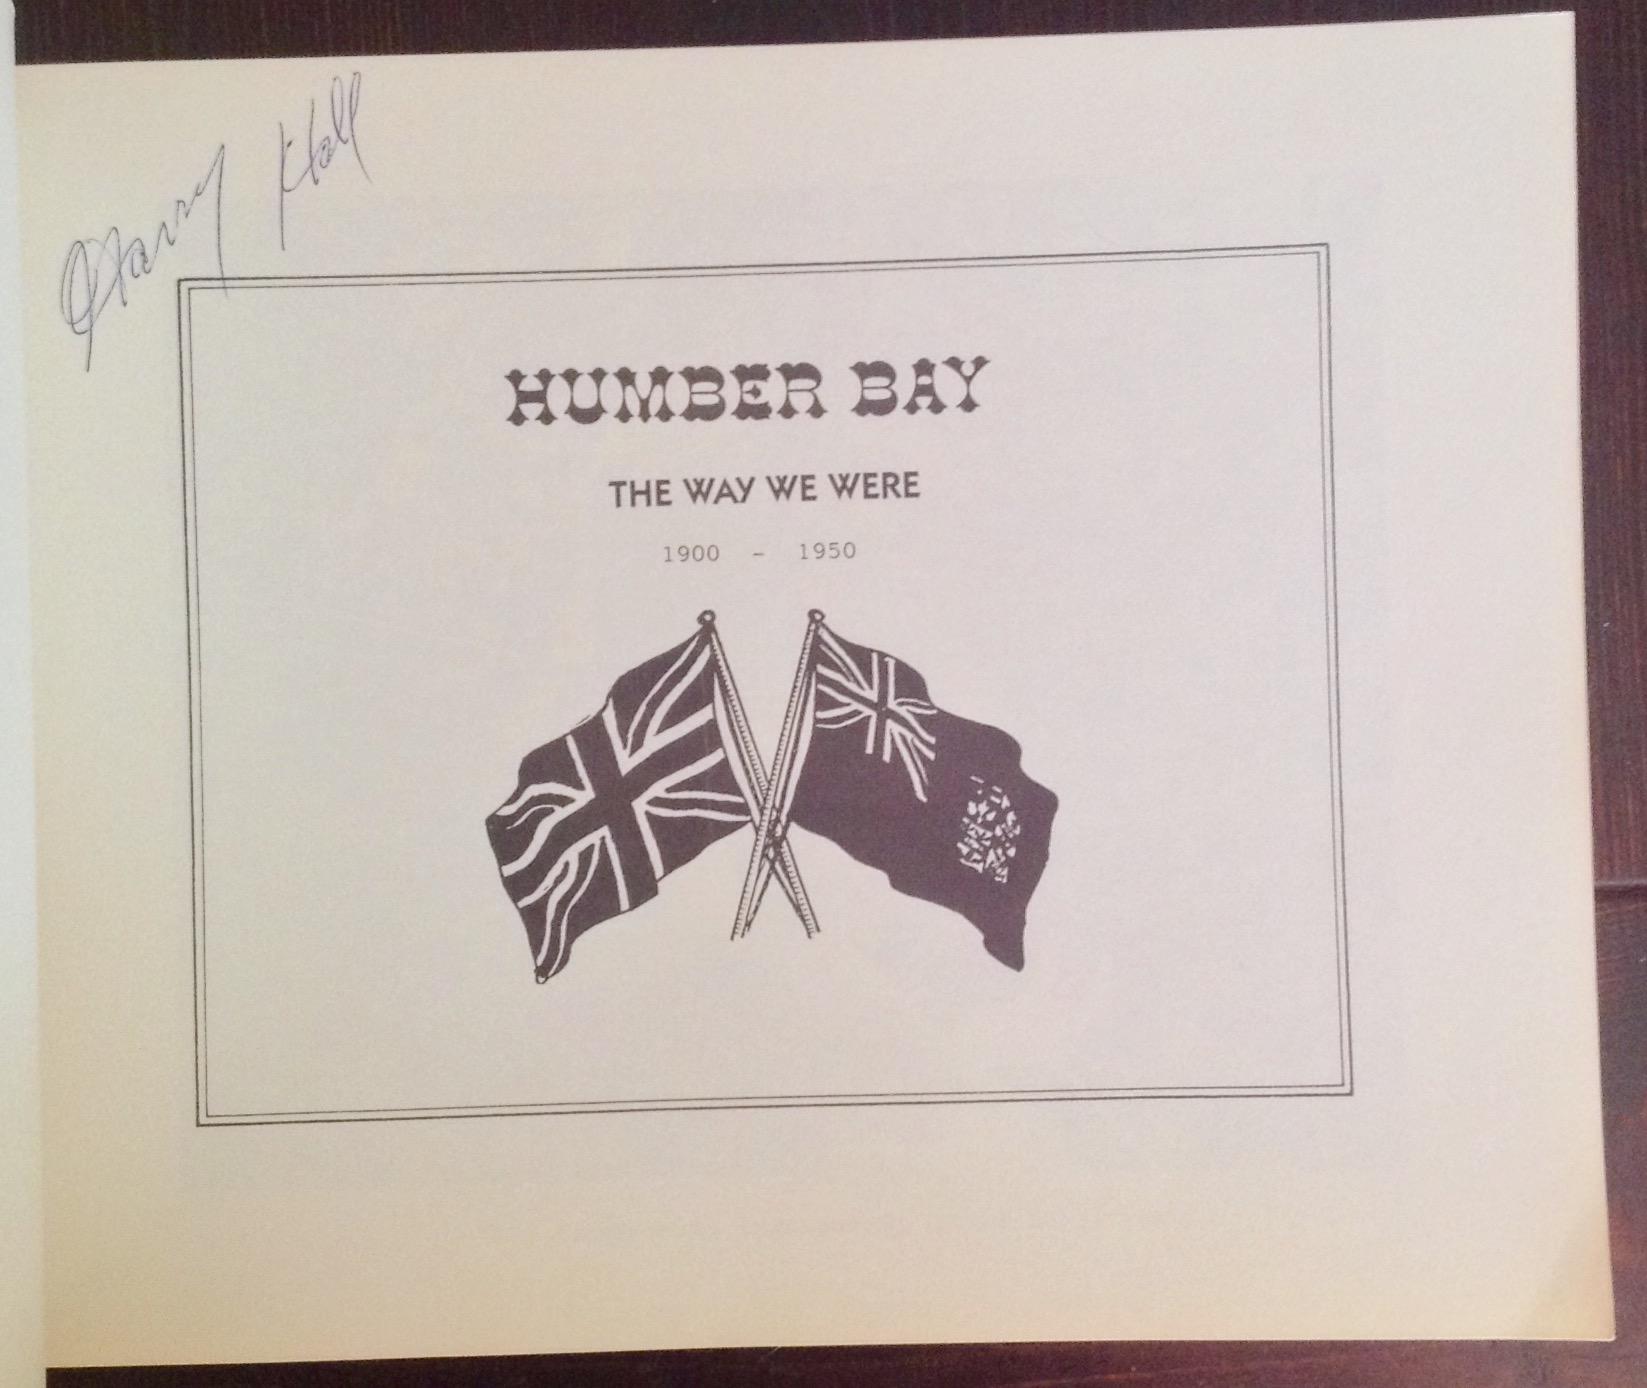 Harry Hall
HUMBER BAY
THE WAY WE WERE
1900 - 1950